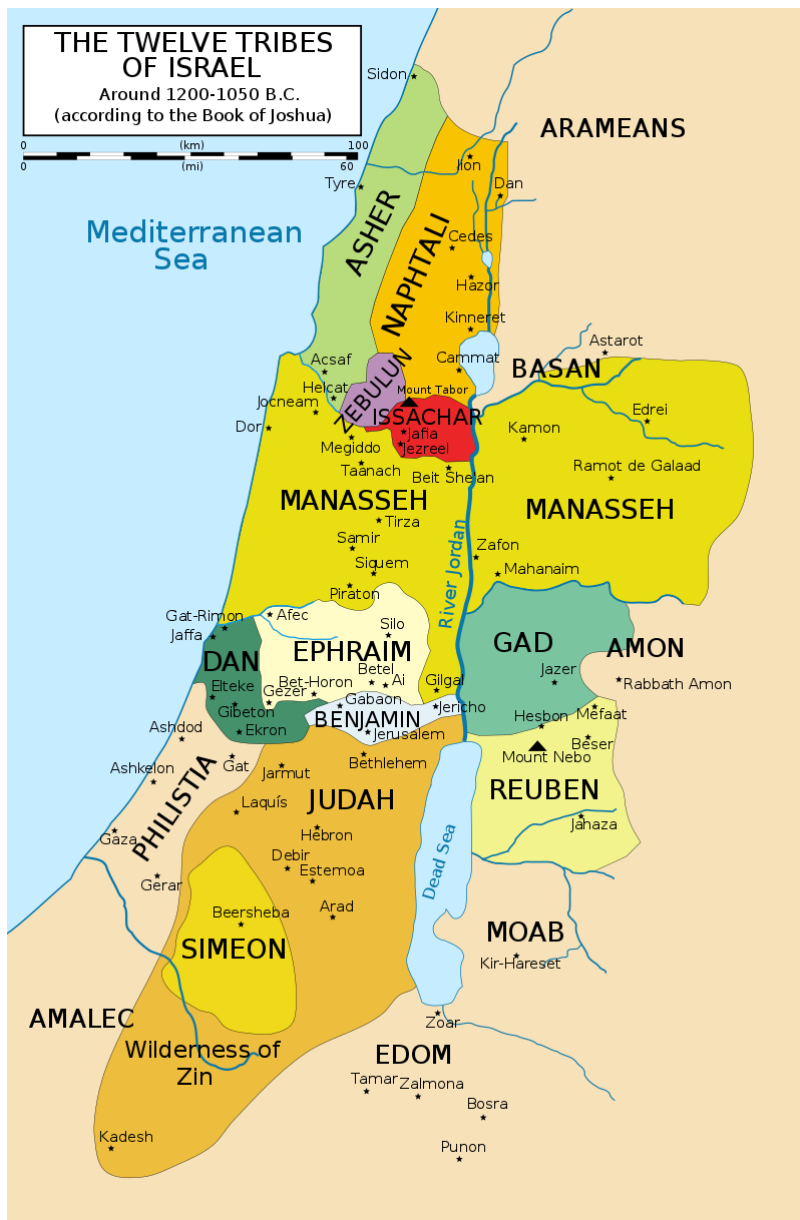 THE TWELVE TRIBES
OF ISRAEL
Around 1200-1050 B.C.
(according to the Book of Joshua)
0 (km) 100
0 (mi) 60
Sidon
ARAMEANS
Ijon
Tyre
Dan
ASHER
Mediterranean
Sea
NAPHTALI
Cedes
Hazor
Kinneret
Astarot
Acsaf
Cammat
BASAN
ZEBULUN
Helcat
Mount Tabor
Jocneam
ISSACHAR
Edrei
Dor
Jafia
Kamon
Megiddo
Jezreel
Taanach
Beit Shelan
Ramot de Galaad
MANASSEH
MANASSEH
Tirza
Samir
River Jordan
Zafon
Siquem
Mahanaim
Piraton
Gat-Rimon
Afec
Jaffa
Silo
GAD
DAN
EPHRAIM
AMON
Betel
Jazer
Elteke
Bet-Horon
Ai
Gilgal
Rabbath Amon
Gezer
Gabaon
Jericho
Gibeton
BENJAMIN
Hesbon
Mefaat
Ashdod
Ekron
Jerusalem
Beser
Gat
Bethlehem
Mount Nebo
Ashkelon
Jarmut
PHILISTIA
JUDAH
REUBEN
Laquís
Gaza
Hebron
Jahaza
Debir
Dead Sea
Gerar
Estemoa
Beersheba
Arad
SIMEON
MOAB
Kir-Hareset
AMALEC
Zoar
Wilderness of
Zin
EDOM
Tamar
Zalmona
Bosra
Kadesh
Punon